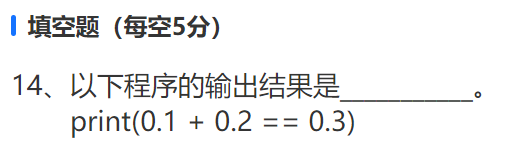 填空题（每空5分）
14、以下程序的输出结果是__________。
print(0.1 + 0.2 == 0.3)